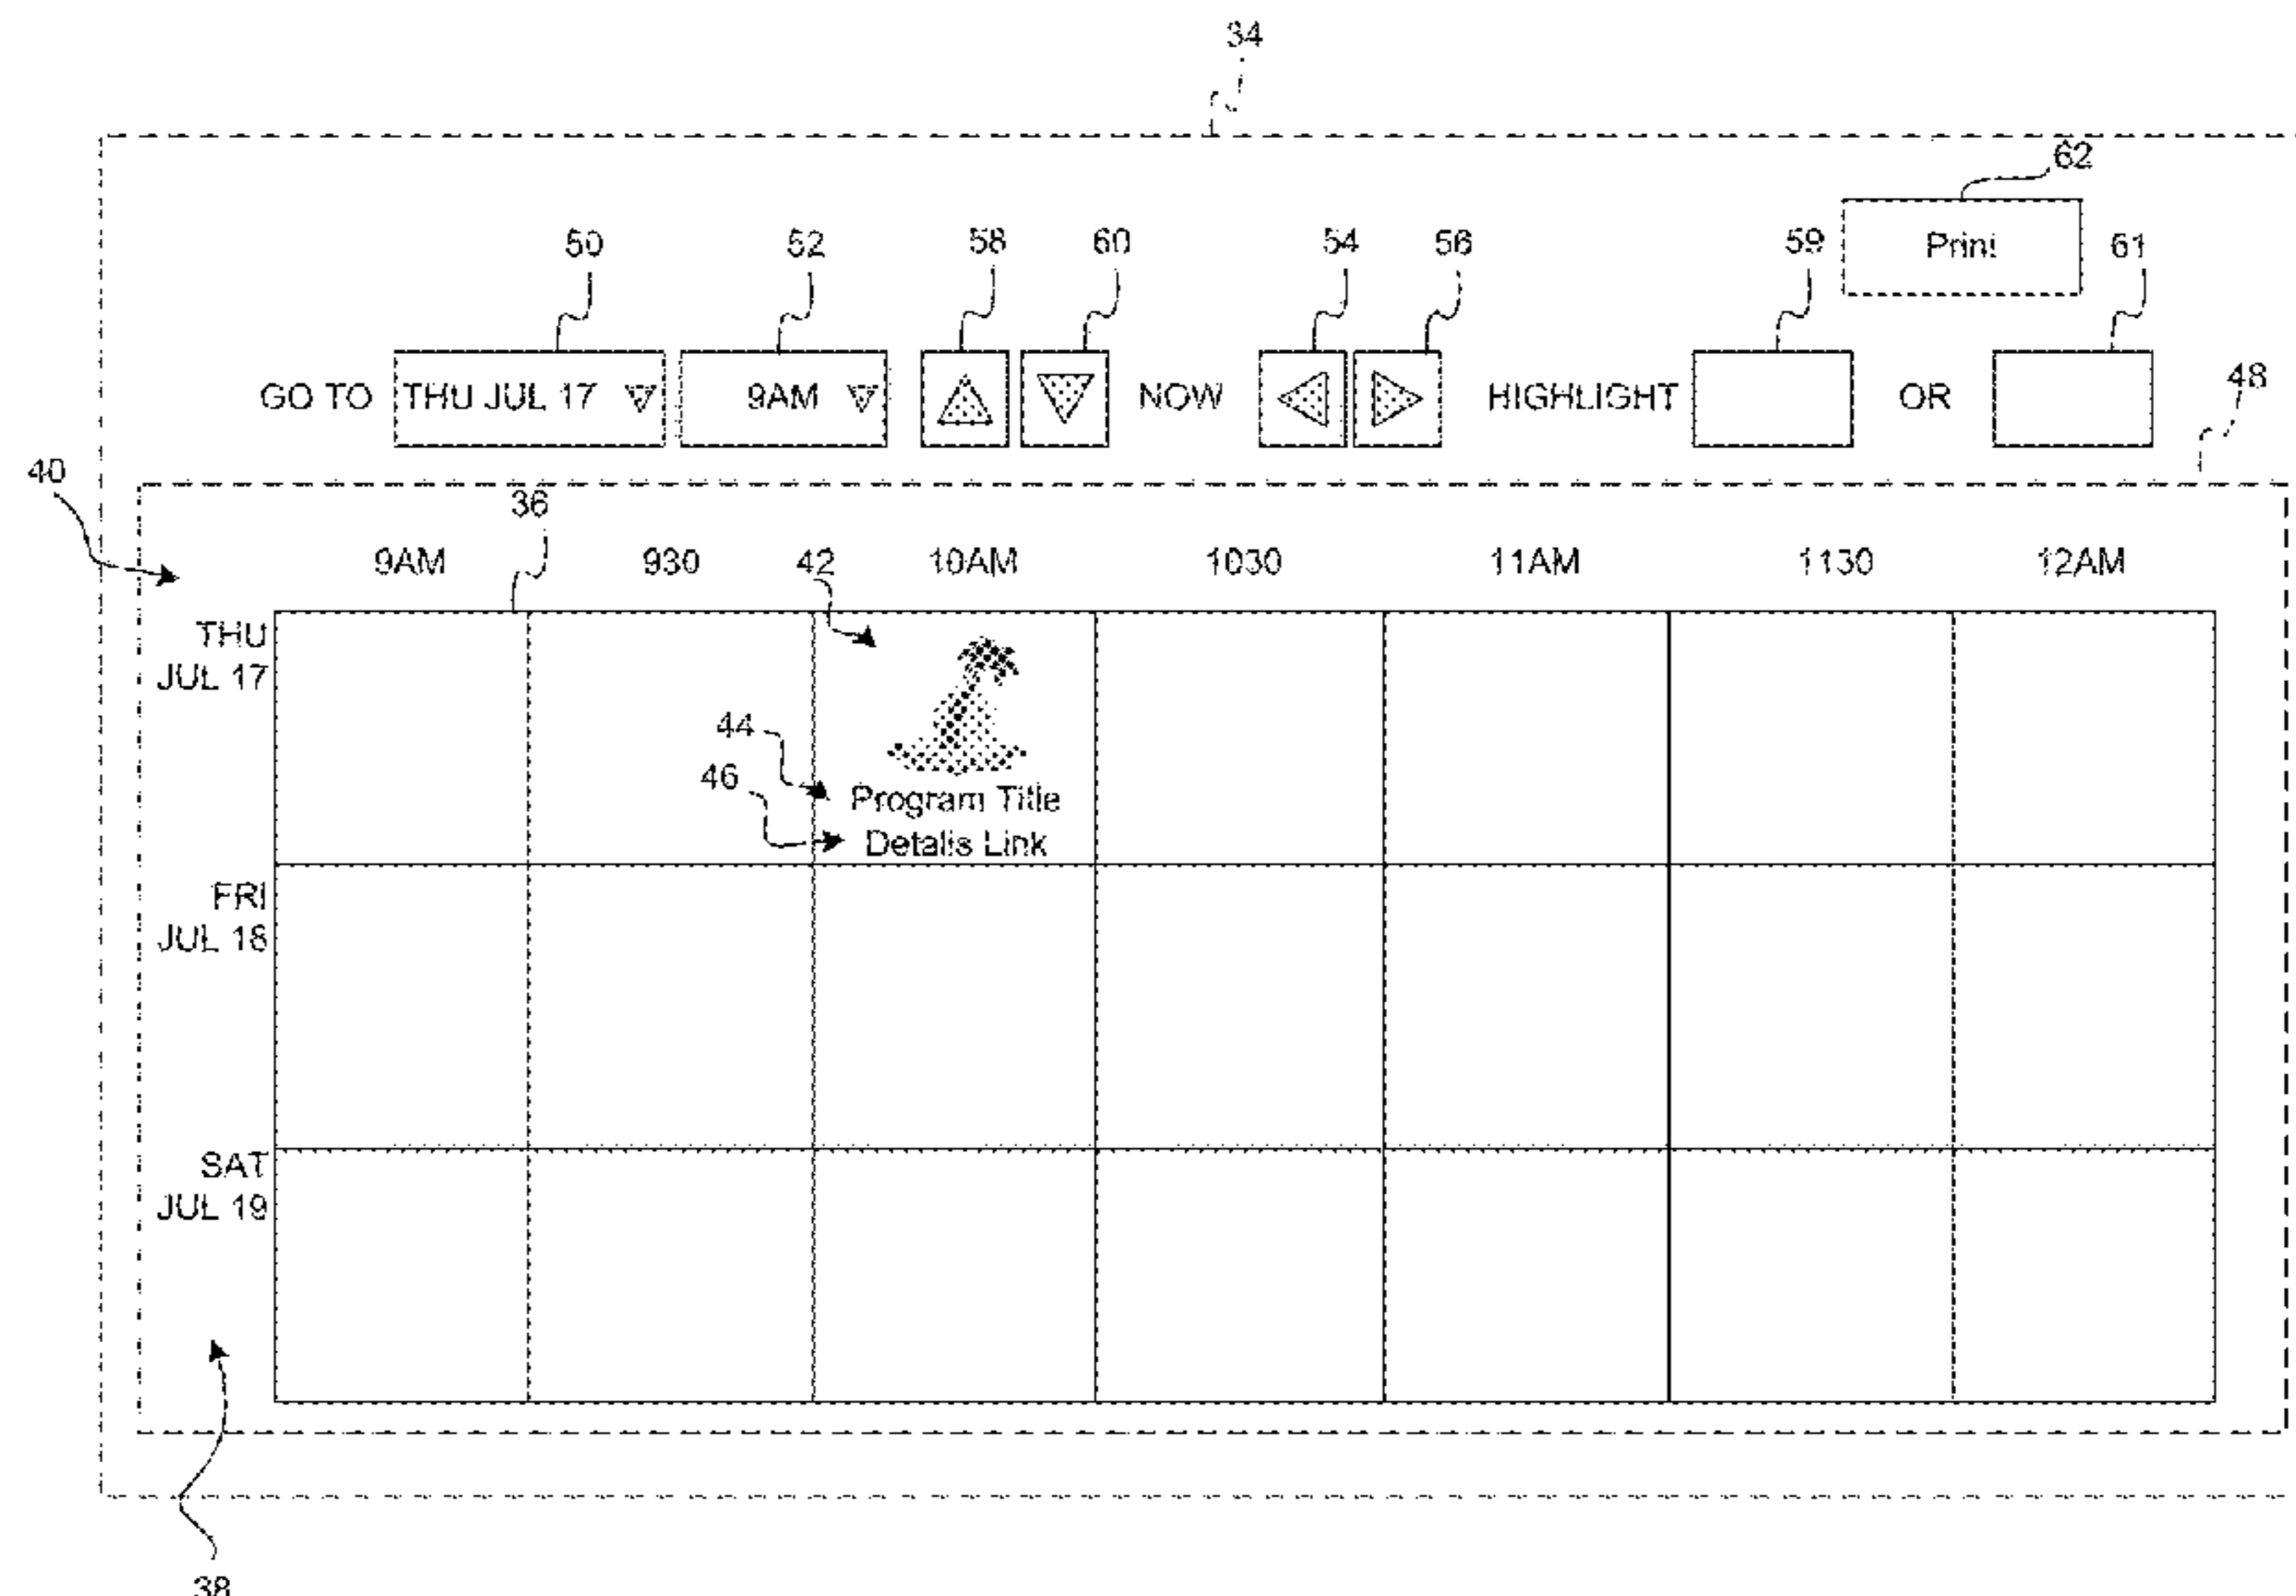 34
62
50 52 58 60 54 56 59 Print 61
GO TO THU JUL 17 9AM NOW HIGHLIGHT OR 48
40
36
9AM 930 42 10AM 1030 11AM 1130 12AM
THU
JUL 17
44
46
Program Title
Details Link
FRI
JUL 18
SAT
JUL 19
38